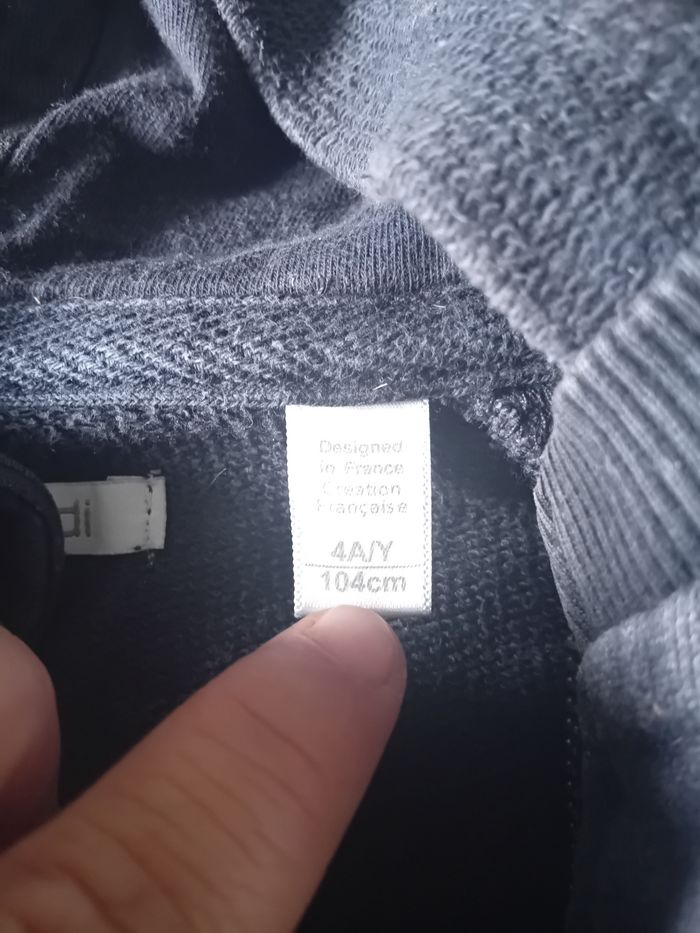 Designed
in France
Création
Française
4A/Y
104cm